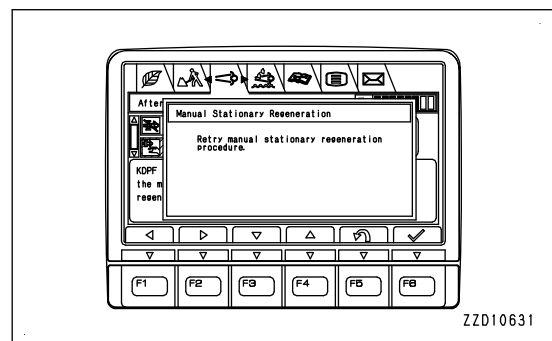 After
Manual Stationary Regeneration
Retry manual stationary regeneration
procedure.
KDPF
the m
regen
F1 F2 F3 F4 F5 F6
ZZD10631